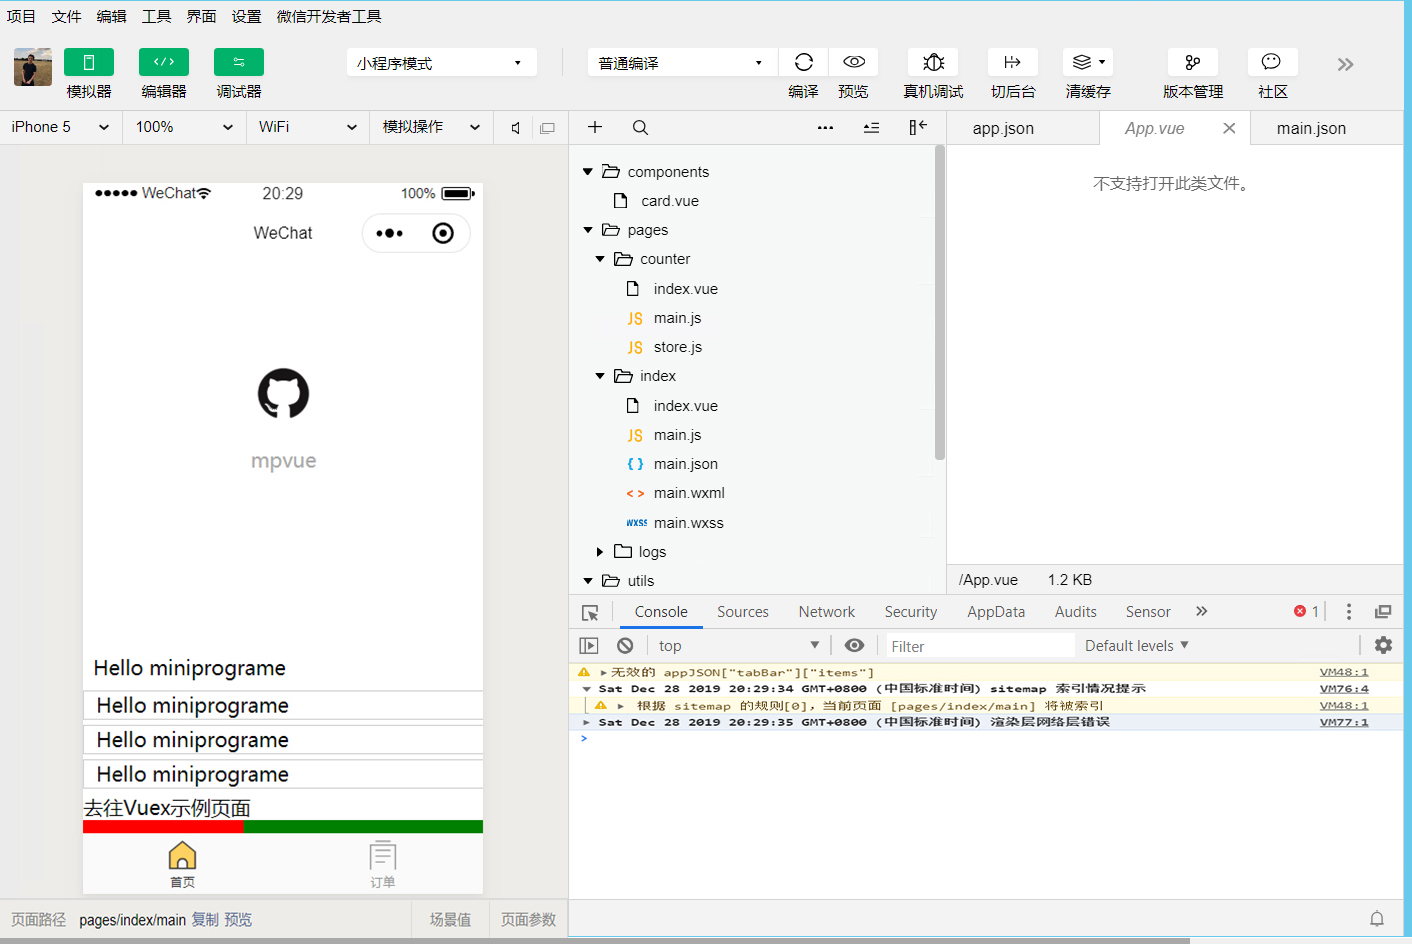 项目 文件 编辑 工具 界面 设置 微信开发者工具
小程序模式 普通编译
模拟器 编辑器 调试器 编译 预览 真机调试 切后台 清缓存 版本管理 社区
iPhone 5 100% WiFi 模拟操作
app.json App.vue main.json
不支持打开此类文件。
WeChat 20:29 100%
WeChat
mpvue
Hello miniprograme
Hello miniprograme
Hello miniprograme
Hello miniprograme
去往Vuex示例页面
首页 订单
页面路径 pages/index/main 复制 预览 场景值 页面参数
components
card.vue
pages
counter
index.vue
JS main.js
JS store.js
index
index.vue
JS main.js
{ } main.json
< > main.wxml
WXSS main.wxss
logs
utils
/App.vue 1.2 KB
Console Sources Network Security AppData Audits Sensor 1
top Filter Default levels
无效的 appJSON["tabBar"]["items"] VM48:1
Sat Dec 28 2019 20:29:34 GMT+0800 (中国标准时间) sitemap 索引情况提示 VM76:4
根据 sitemap 的规则[0], 当前页面 [pages/index/main] 将被索引 VM48:1
Sat Dec 28 2019 20:29:35 GMT+0800 (中国标准时间) 渲染层网络层错误 VM77:1
>